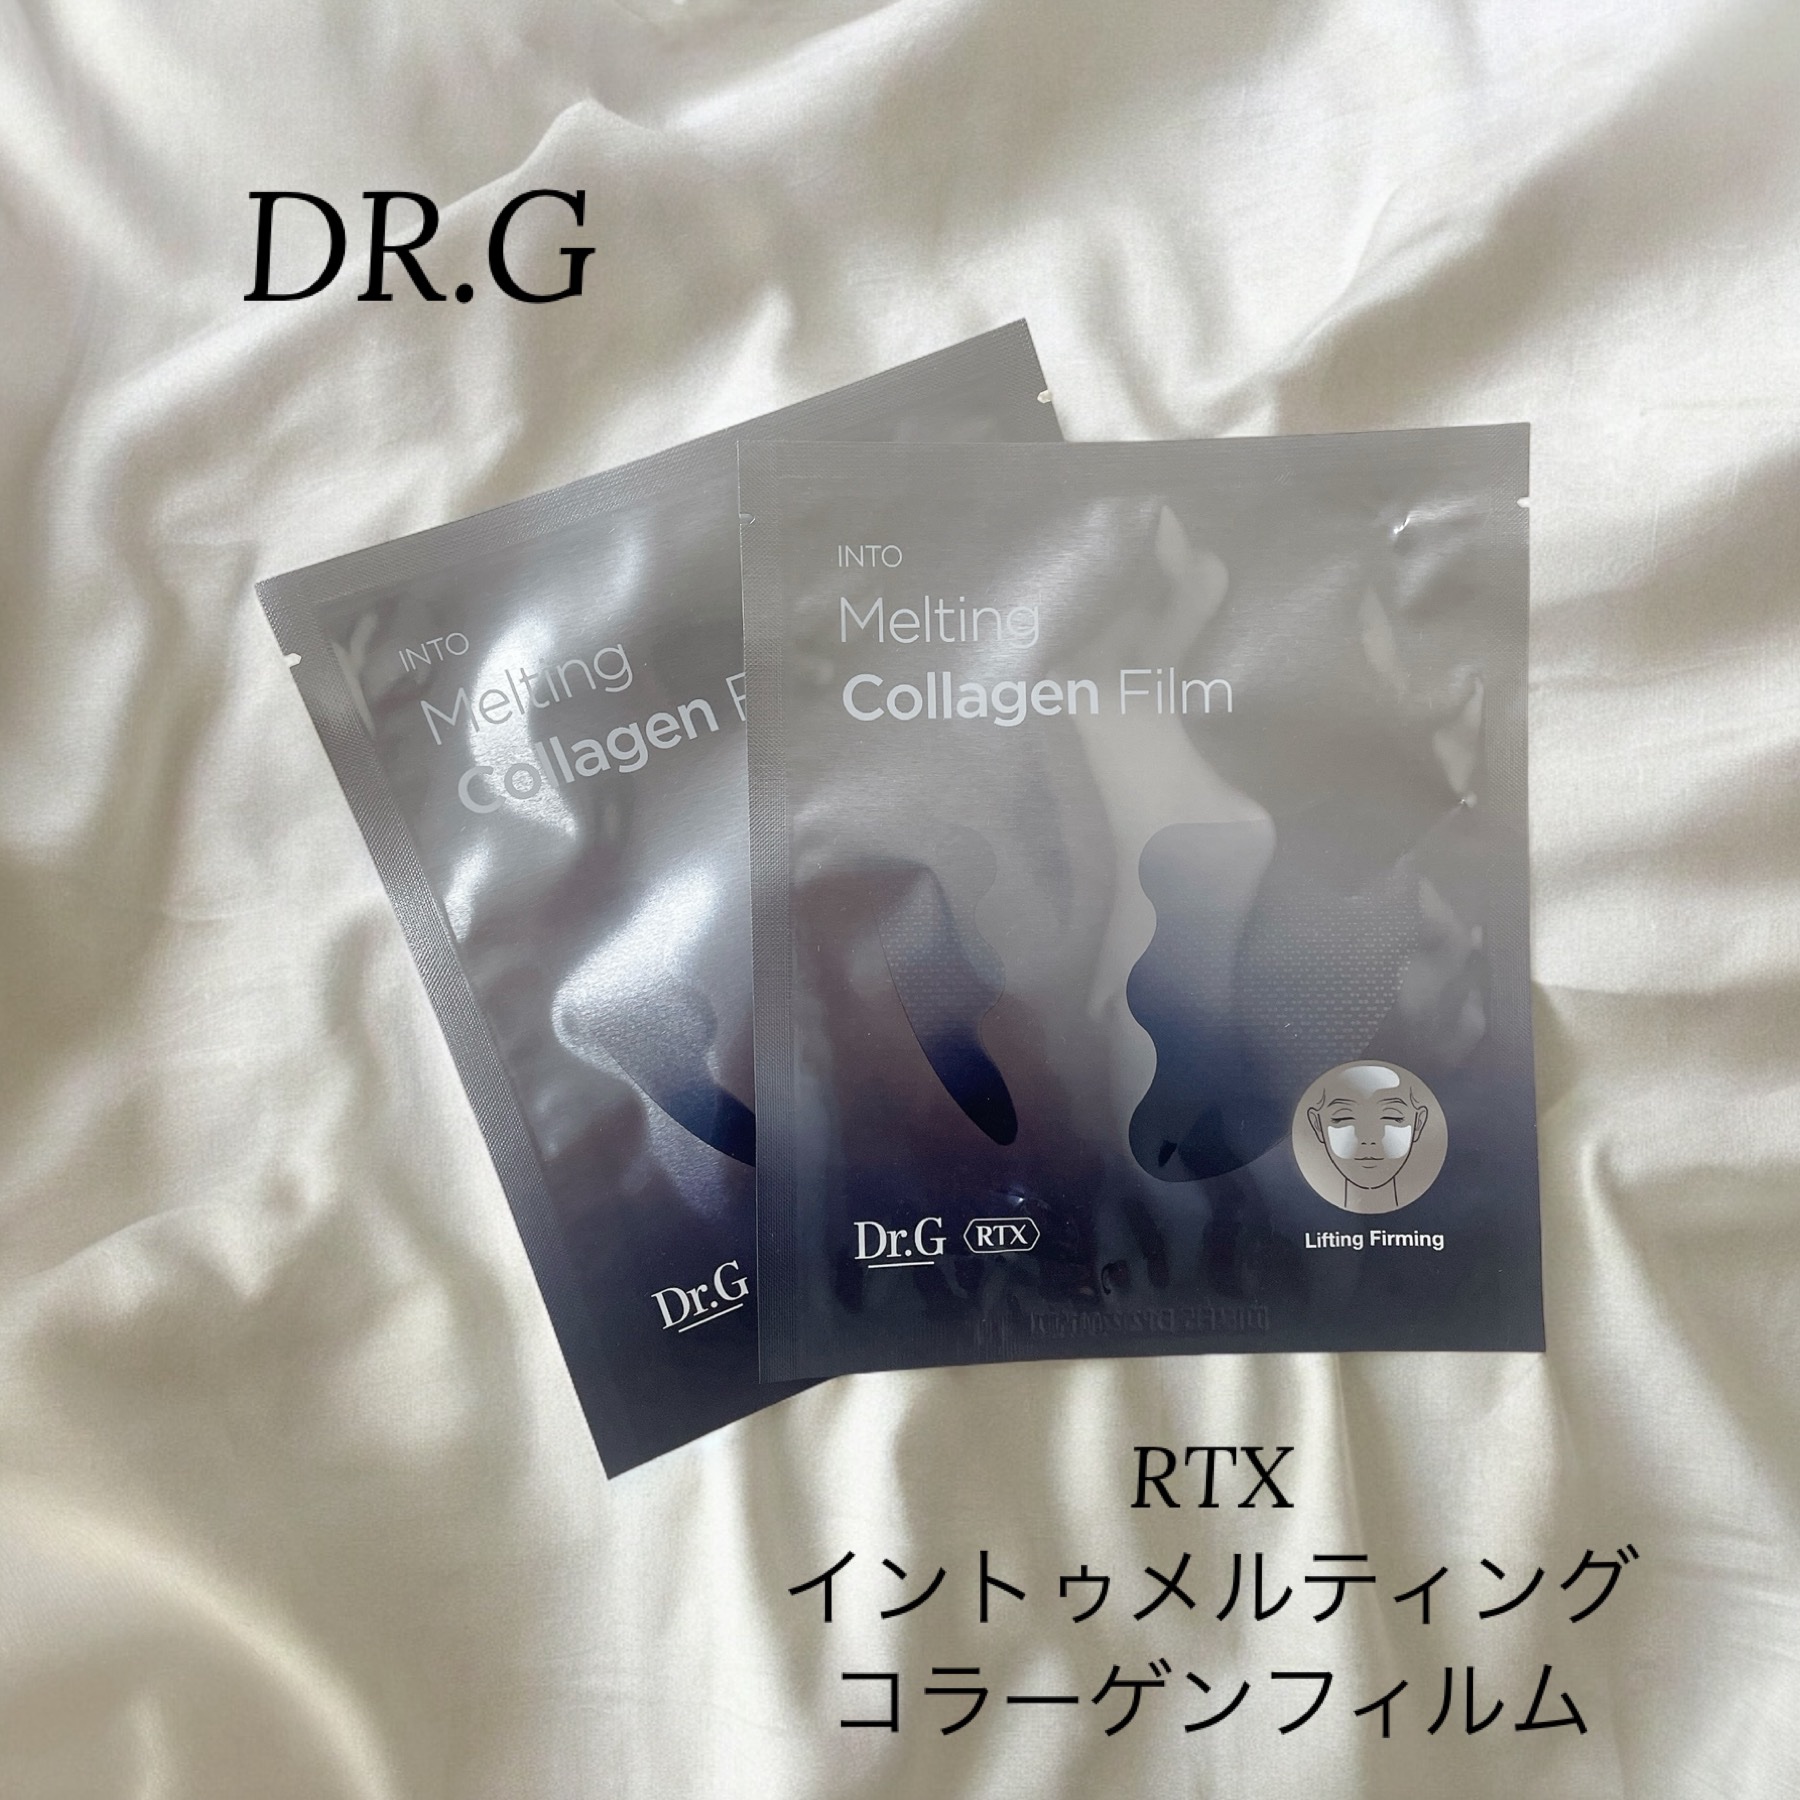 DR.G
INTO
Melting
Collagen F
Dr.G
INTO
Melting
Collagen Film
Dr.G RTX
Lifting Firming
RTX
イントゥメルティング
コラーゲンフィルム